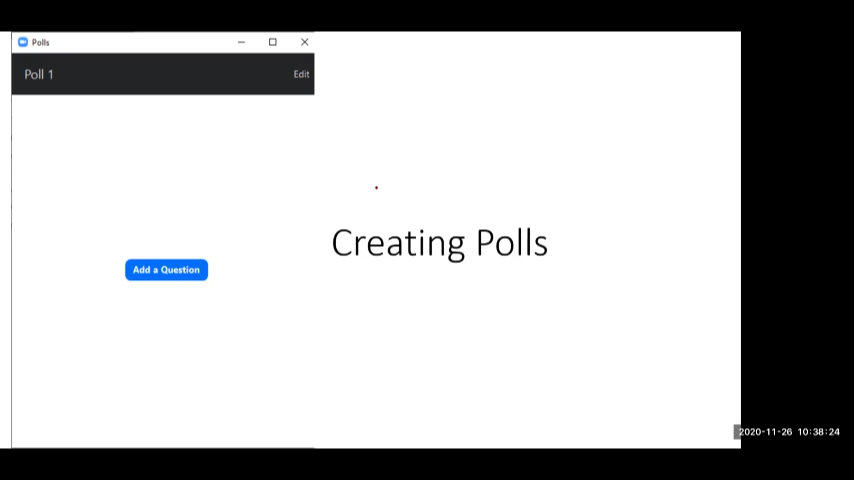 Polls
Poll 1
Edit
Creating Polls
Add a Question
2020-11-26 10:38:24